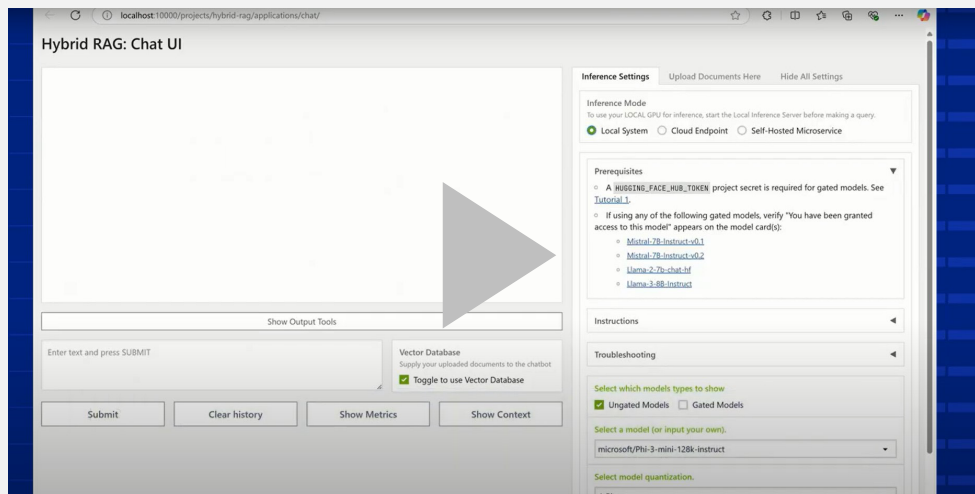 localhost:10000/projects/hybrid-rag/applications/chat/
Hybrid RAG: Chat UI
Inference Settings
Upload Documents Here
Hide All Settings
Inference Mode
To use your LOCAL GPU for inference, start the Local Inference Server before making a query.
Local System
Cloud Endpoint
Self-Hosted Microservice
Prerequisites
A HUGGING_FACE_HUB_TOKEN project secret is required for gated models. See
Tutorial 1.
If using any of the following gated models, verify "You have been granted
access to this model" appears on the model card(s):
Mistral-7B-Instruct-v0.1
Mistral-7B-Instruct-v0.2
Llama-2-7b-chat-hf
Llama-3-8B-Instruct
Show Output Tools
Instructions
Enter text and press SUBMIT
Vector Database
Supply your uploaded documents to the chatbot
Toggle to use Vector Database
Troubleshooting
Submit
Clear history
Show Metrics
Show Context
Select which models types to show
Ungated Models
Gated Models
Select a model (or input your own).
microsoft/Phi-3-mini-128k-instruct
Select model quantization.